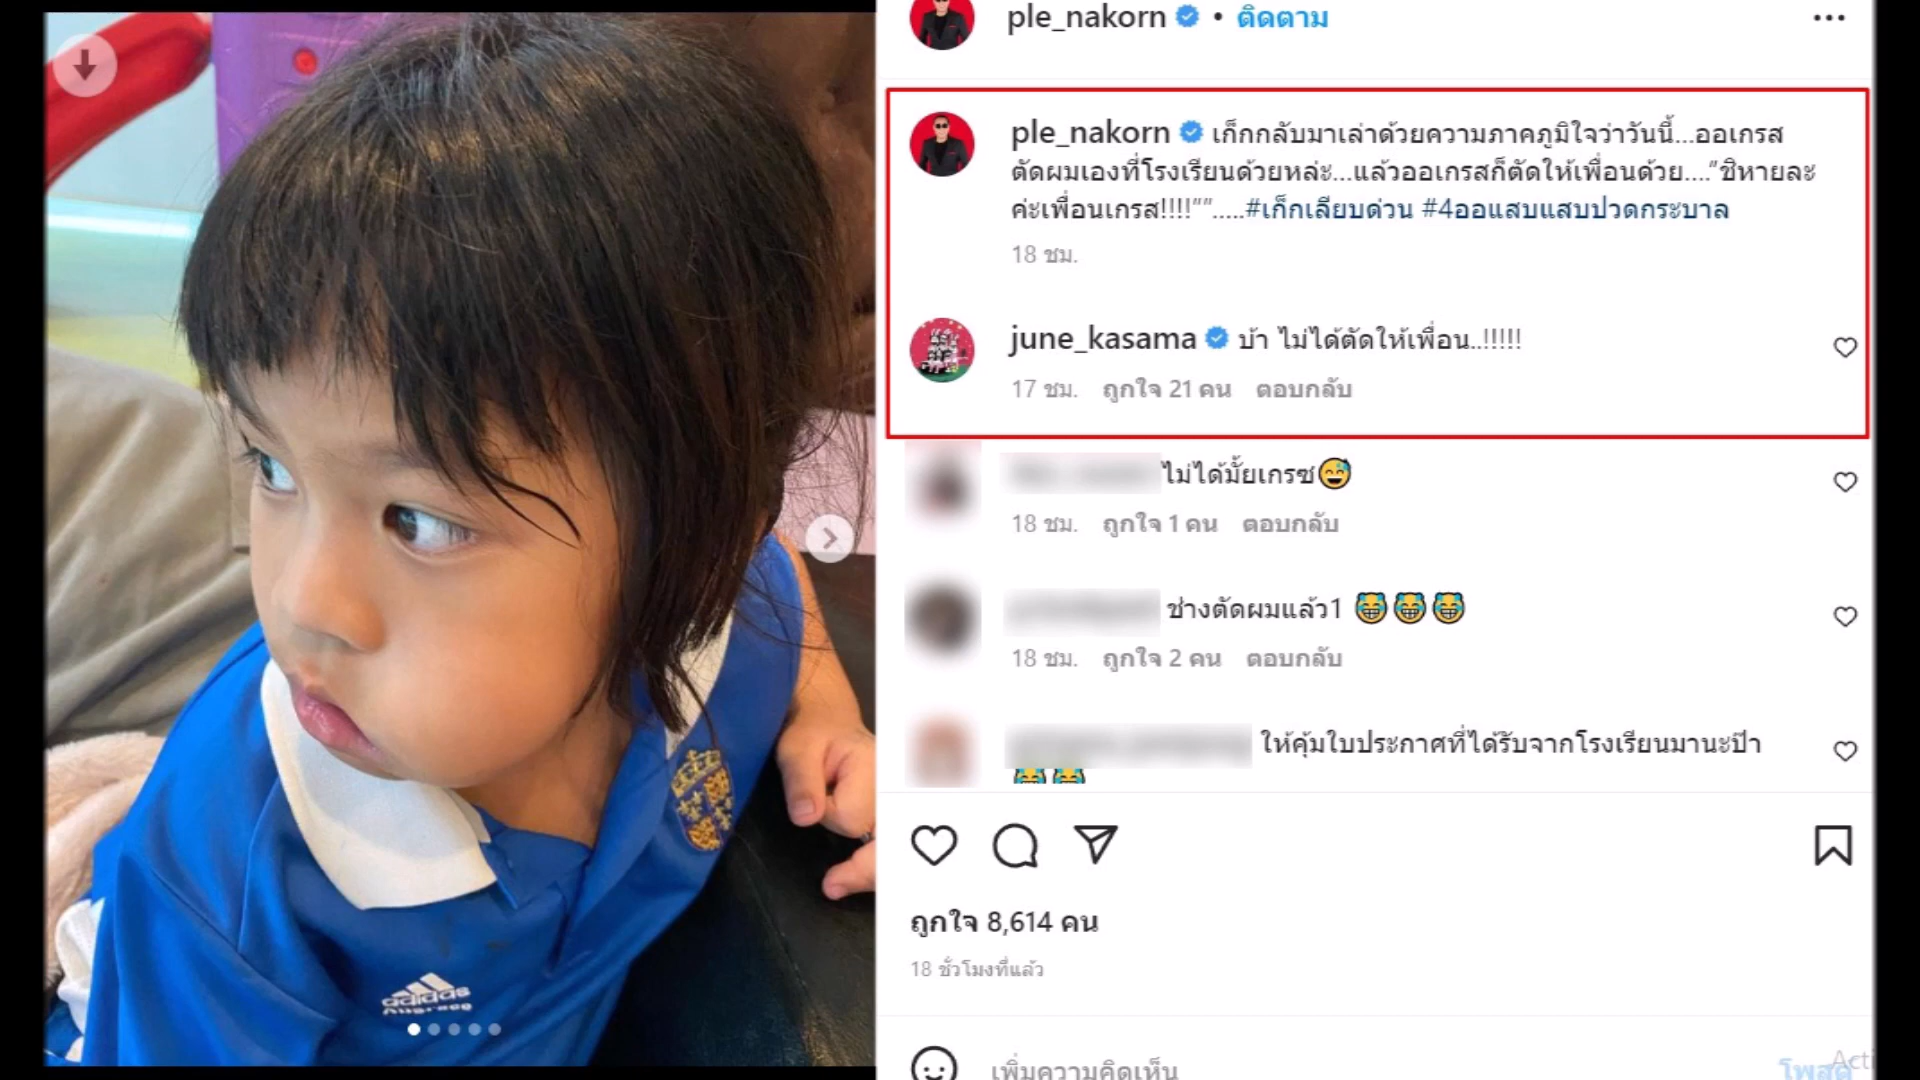 ple_nakorn • ติดตาม
ple_nakorn เก็กกลับมาเล่าด้วยความภาคภูมิใจว่าวันนี้...ออเกรส
ตัดผมเองที่โรงเรียนด้วยหล่ะ...แล้วออเกรสก็ตัดให้เพื่อนด้วย....”ชิหายละ
ค่ะเพื่อนเกรส!!!!””.....#เก็กเลียบด่วน #4ออแสบแสบปวดกระบาล
18 ชม.
june_kasama บ้า ไม่ได้ตัดให้เพื่อน..!!!!!
17 ชม. ถูกใจ 21 คน ตอบกลับ
ไม่ได้มั้ยเกรซ😅
18 ชม. ถูกใจ 1 คน ตอบกลับ
ช่างตัดผมแล้ว1 😂😂😂
18 ชม. ถูกใจ 2 คน ตอบกลับ
ให้คุ้มใบประกาศที่ได้รับจากโรงเรียนมานะป๊า
😂😂
ถูกใจ 8,614 คน
18 ชั่วโมงที่แล้ว
เพิ่มความคิดเห็น
โพสต์
Acti
adidas